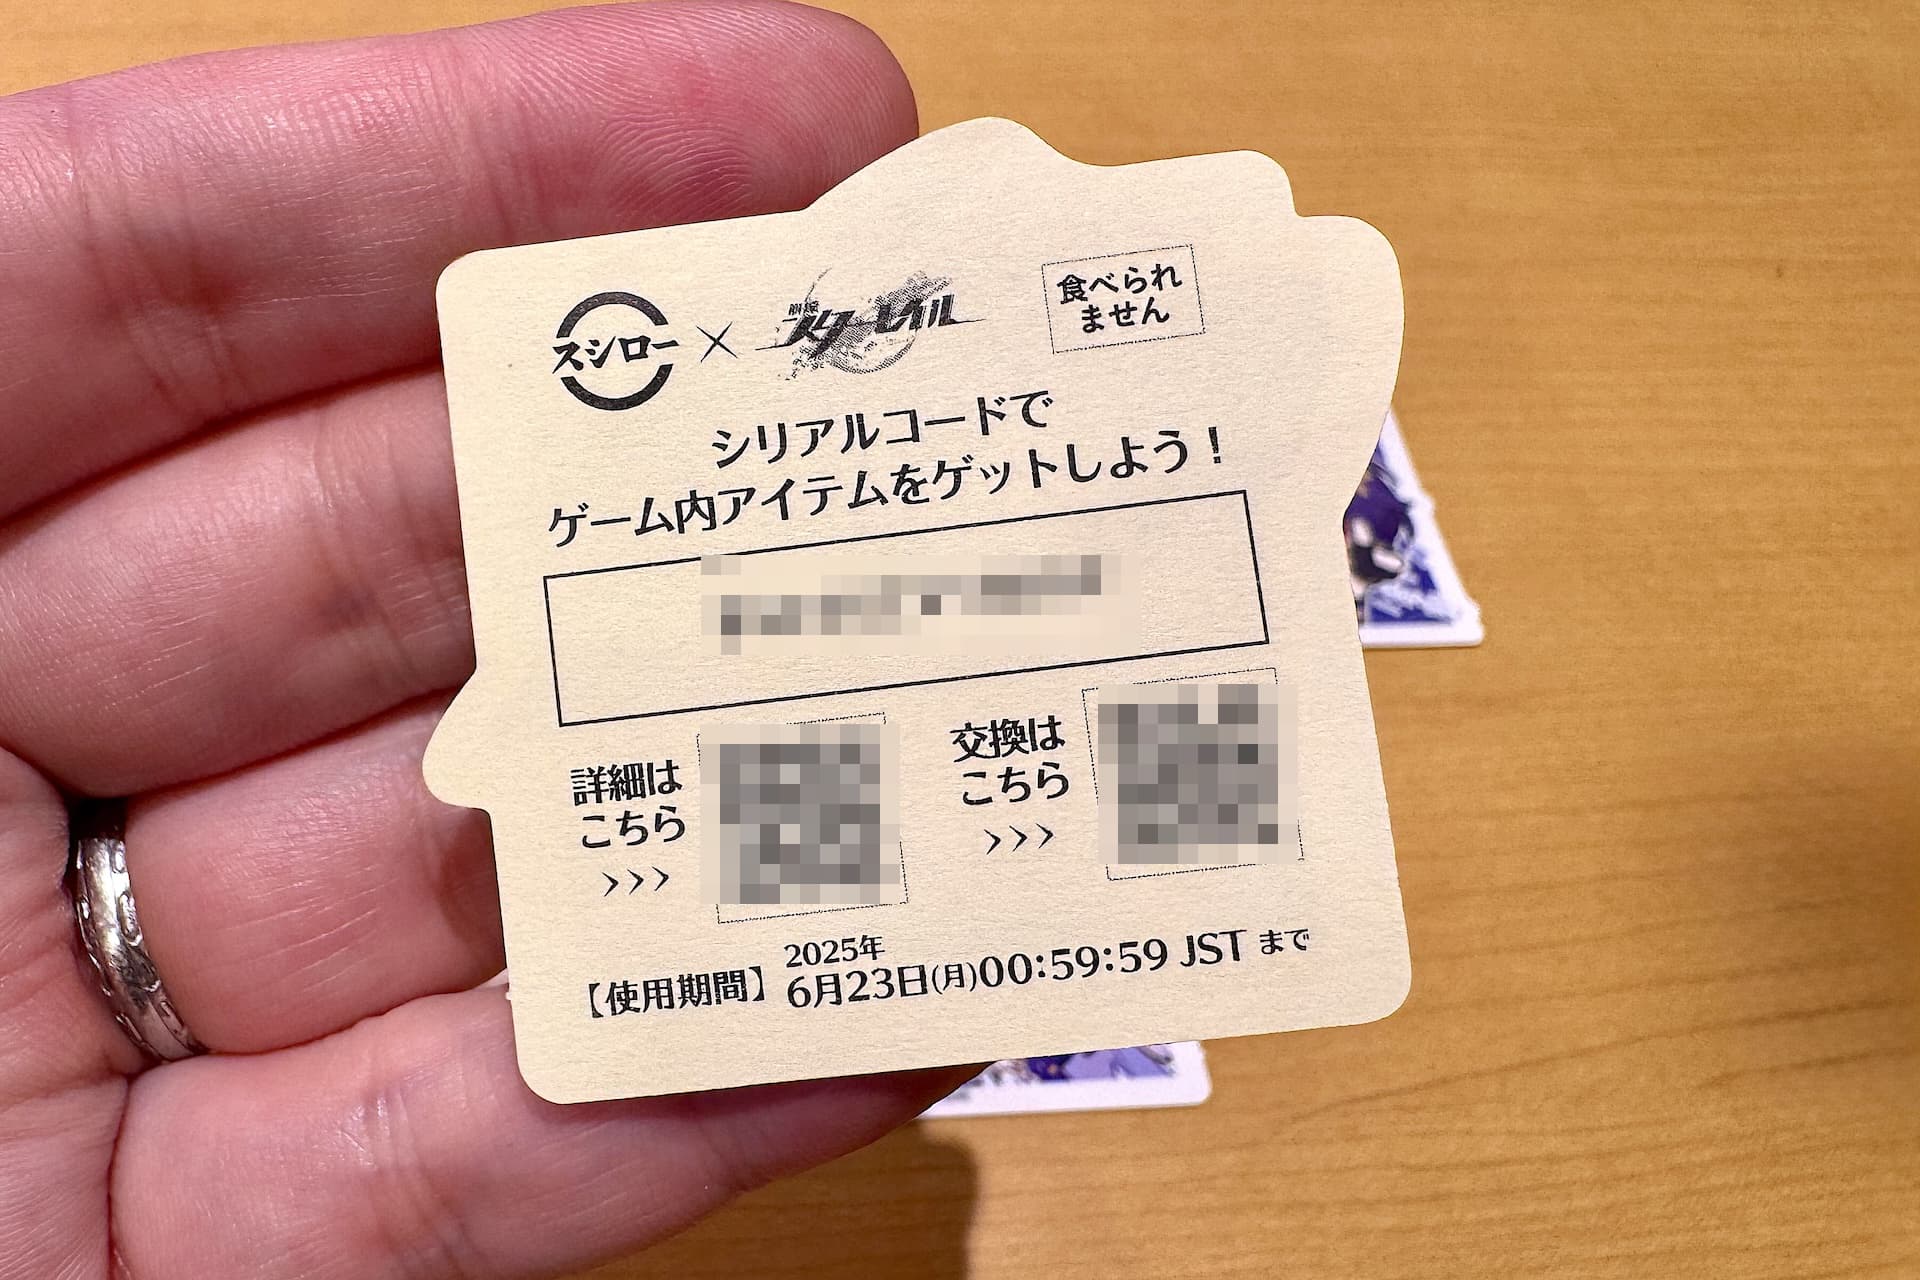 スシロー × 崩壊 スターレイル
食べられ
ません
シリアルコードで
ゲーム内アイテムをゲットしよう！
詳細は
こちら
>>>
交換は
こちら
>>>
【使用期間】2025年
6月23日(月)00:59:59 JST まで